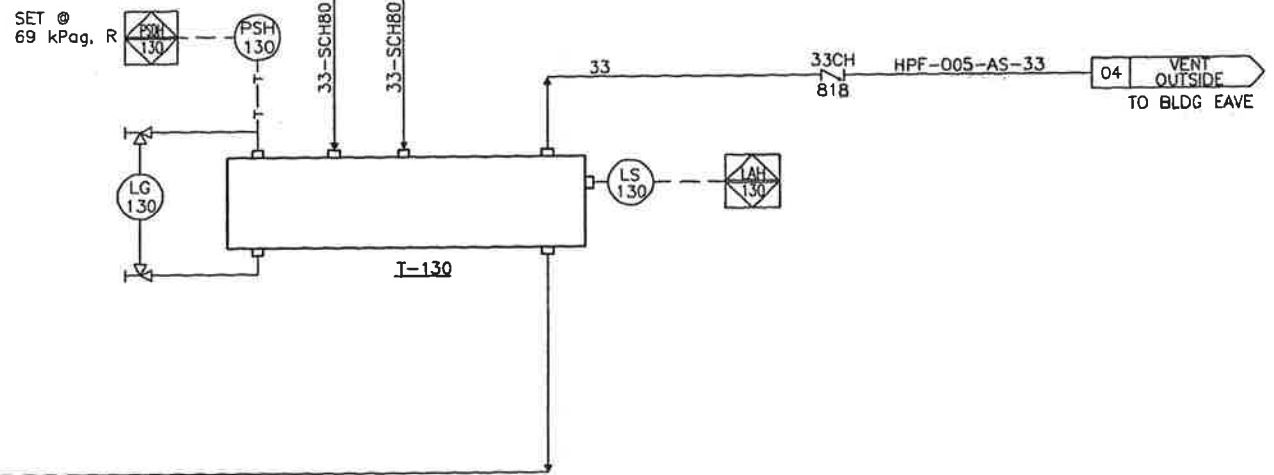 SET @
69 kPag, R
PSDH
130
PSH
130
T
T
33-SCH80
33-SCH80
33
33CH
818
HPF-005-AS-33
04
VENT
OUTSIDE
TO BLDG EAVE
LG
130
LS
130
LAH
130
T-130